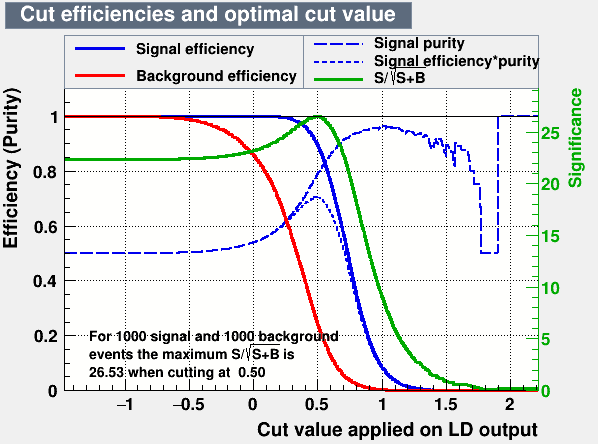 Cut efficiencies and optimal cut value
Signal efficiency
Background efficiency
Signal purity
Signal efficiency*purity
S/√S+B
Efficiency (Purity)
1
0.8
0.6
0.4
0.2
0
Significance
25
20
15
10
5
0
For 1000 signal and 1000 background
events the maximum S/√S+B is
26.53 when cutting at 0.50
−1 −0.5 0 0.5 1 1.5 2
Cut value applied on LD output